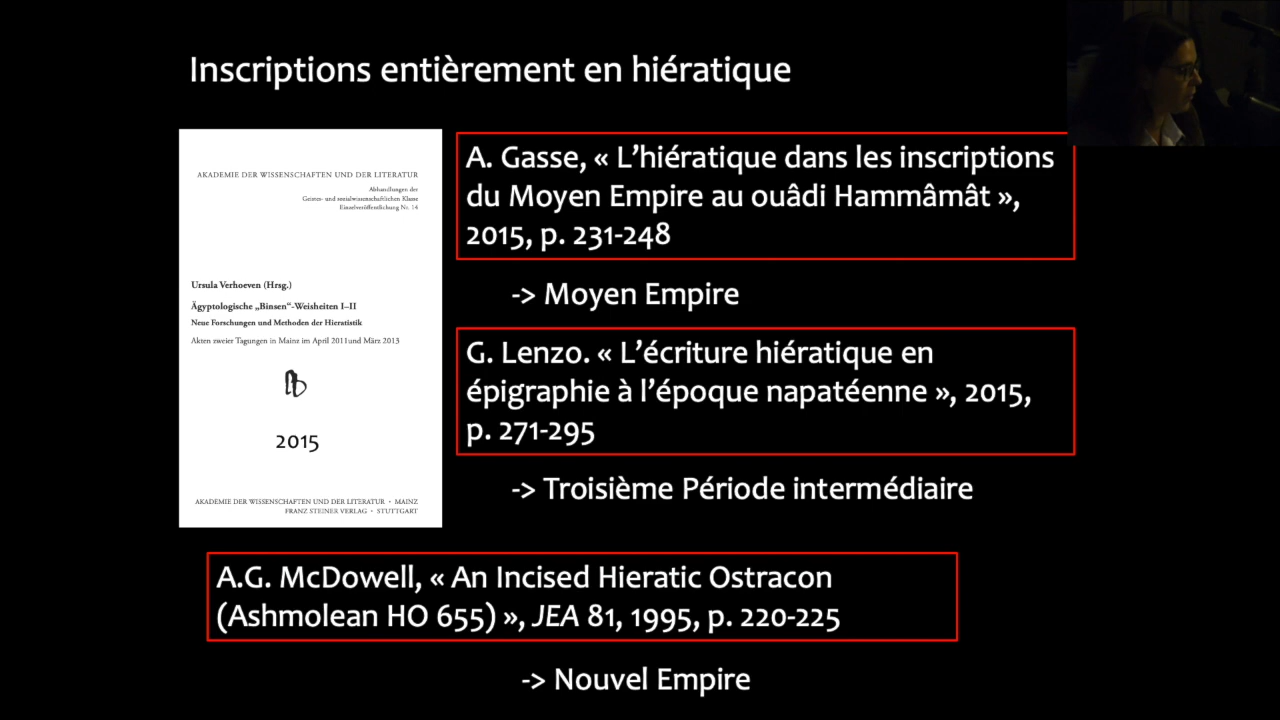 Inscriptions entièrement en hiératique
AKADEMIE DER WISSENSCHAFTEN UND DER LITERATUR
Abhandlungen der
Geistes- und sozialwissenschaftlichen Klasse
Einzelveröffentlichung Nr. 14
Ursula Verhoeven (Hrsg.)
Ägyptologische „Binsen“-Weisheiten I–II
Neue Forschungen und Methoden der Hieratistik
Akten zweier Tagungen in Mainz im April 2011und März 2013
2015
AKADEMIE DER WISSENSCHAFTEN UND DER LITERATUR • MAINZ
FRANZ STEINER VERLAG • STUTTGART
A. Gasse, « L’hiératique dans les inscriptions
du Moyen Empire au ouâdi Hammâmât »,
2015, p. 231-248
-> Moyen Empire
G. Lenzo. « L’écriture hiératique en
épigraphie à l’époque napatéenne », 2015,
p. 271-295
-> Troisième Période intermédiaire
A.G. McDowell, « An Incised Hieratic Ostracon
(Ashmolean HO 655) », JEA 81, 1995, p. 220-225
-> Nouvel Empire